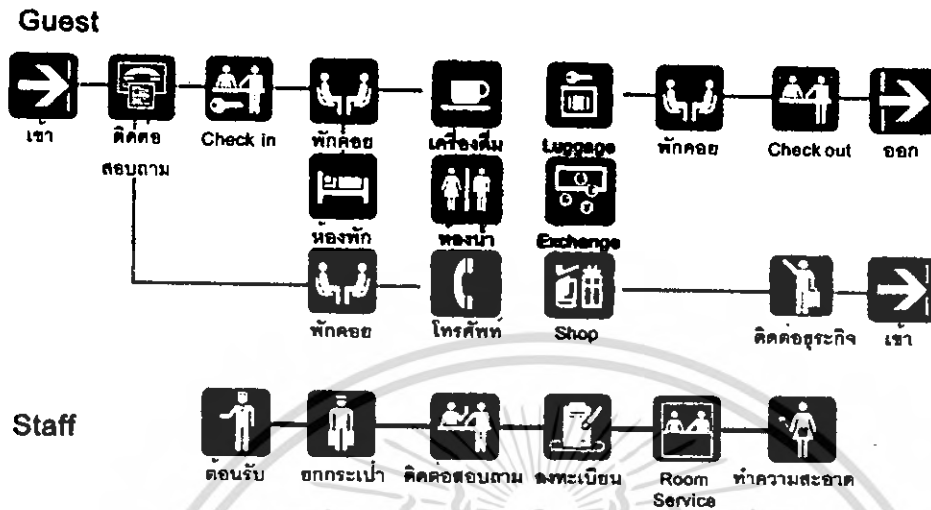 Guest
เข้า
ติดต่อ
สอบถาม
Check in
พักคอย
เครื่องดื่ม
Luggage
พักคอย
Check out
ออก
ห้องพัก
ห้องน้ำ
Exchange
พักคอย
โทรศัพท์
Shop
ติดต่อธุระกิจ
เข้า
Staff
ต้อนรับ
ยกกระเป๋า
ติดต่อสอบถาม
ลงทะเบียน
Room
Service
ทำความสะอาด